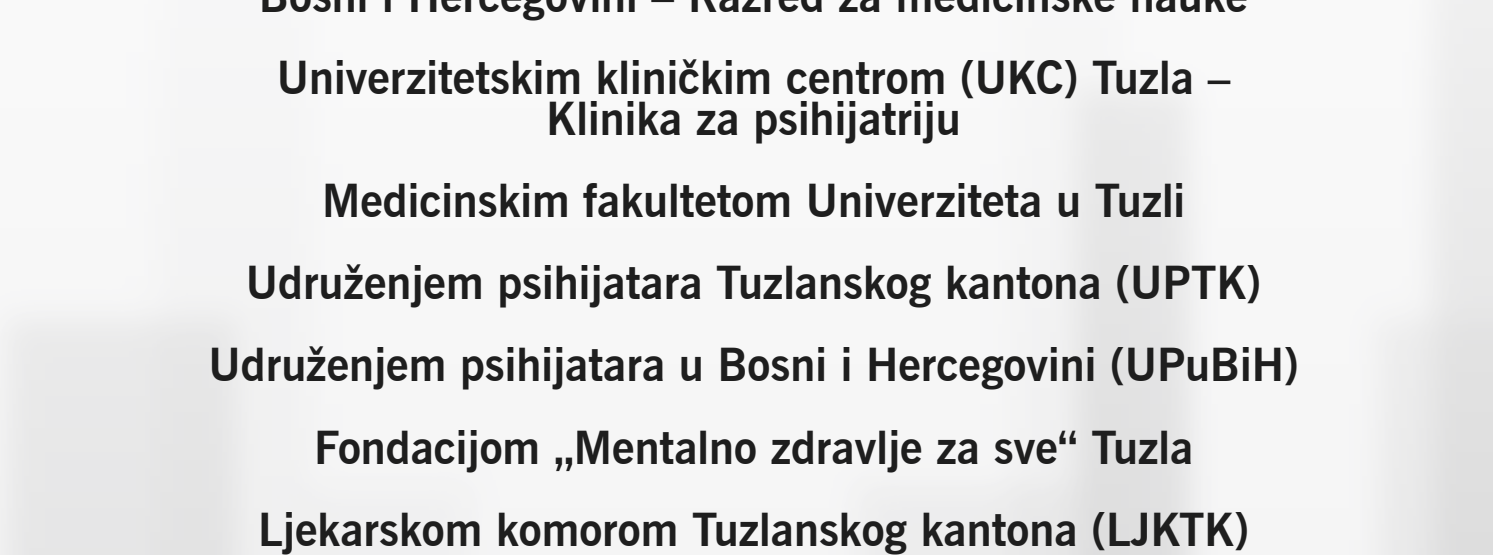 Bosni i Hercegovini – Razred za medicinske nauke
Univerzitetskim kliničkim centrom (UKC) Tuzla –
Klinika za psihijatriju
Medicinskim fakultetom Univerziteta u Tuzli
Udruženjem psihijatara Tuzlanskog kantona (UPTK)
Udruženjem psihijatara u Bosni i Hercegovini (UPuBiH)
Fondacijom „Mentalno zdravlje za sve“ Tuzla
Ljekarskom komorom Tuzlanskog kantona (LJKTK)